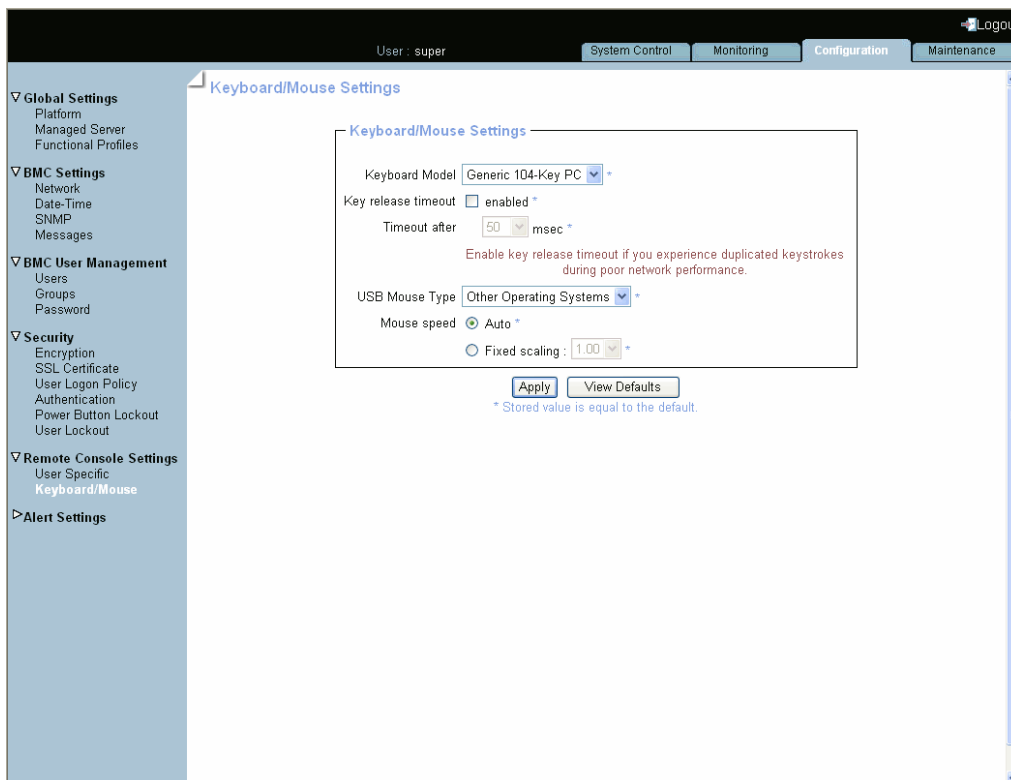 Logou
User : super
System Control
Monitoring
Configuration
Maintenance
Global Settings
Platform
Managed Server
Functional Profiles
BMC Settings
Network
Date-Time
SNMP
Messages
BMC User Management
Users
Groups
Password
Security
Encryption
SSL Certificate
User Logon Policy
Authentication
Power Button Lockout
User Lockout
Remote Console Settings
User Specific
Keyboard/Mouse
Alert Settings
Keyboard/Mouse Settings
Keyboard/Mouse Settings
Keyboard Model Generic 104-Key PC *
Key release timeout enabled *
Timeout after 50 msec *
Enable key release timeout if you experience duplicated keystrokes
during poor network performance.
USB Mouse Type Other Operating Systems *
Mouse speed Auto *
Fixed scaling : 1.00 *
Apply View Defaults
* Stored value is equal to the default.